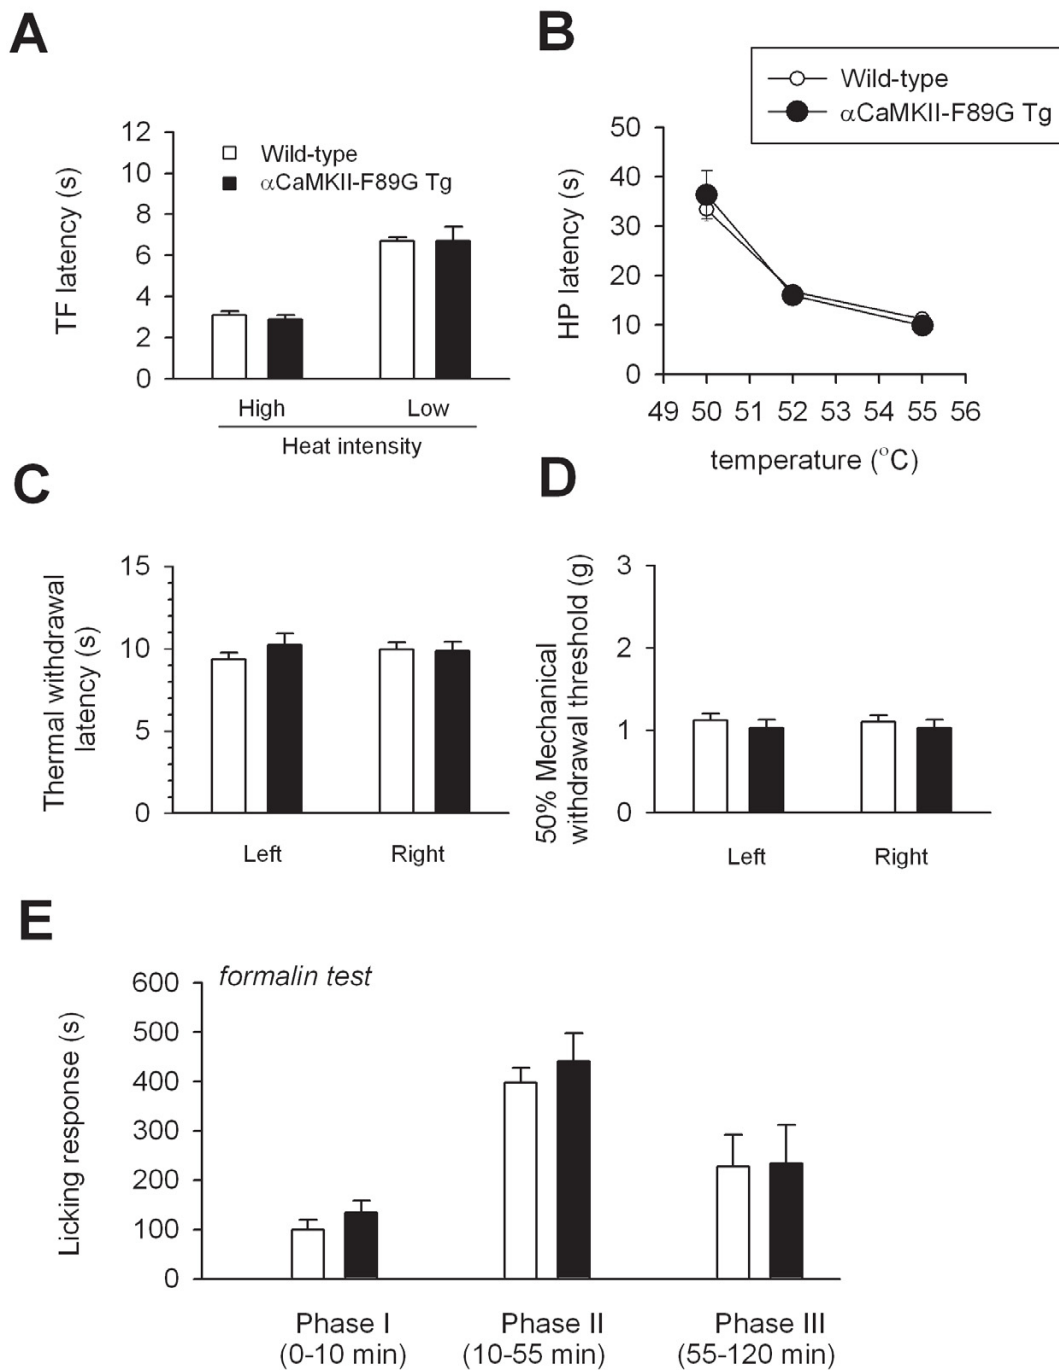 A
TF latency (s)
12
10
8
6
4
2
0
Wild-type
αCaMKII-F89G Tg
High
Low
Heat intensity
B
Wild-type
αCaMKII-F89G Tg
HP latency (s)
50
40
30
20
10
0
49 50 51 52 53 54 55 56
temperature (°C)
C
Thermal withdrawal
latency (s)
15
10
5
0
Left
Right
D
50% Mechanical
withdrawal threshold (g)
3
2
1
0
Left
Right
E
formalin test
Licking response (s)
600
500
400
300
200
100
0
Phase I
(0-10 min)
Phase II
(10-55 min)
Phase III
(55-120 min)